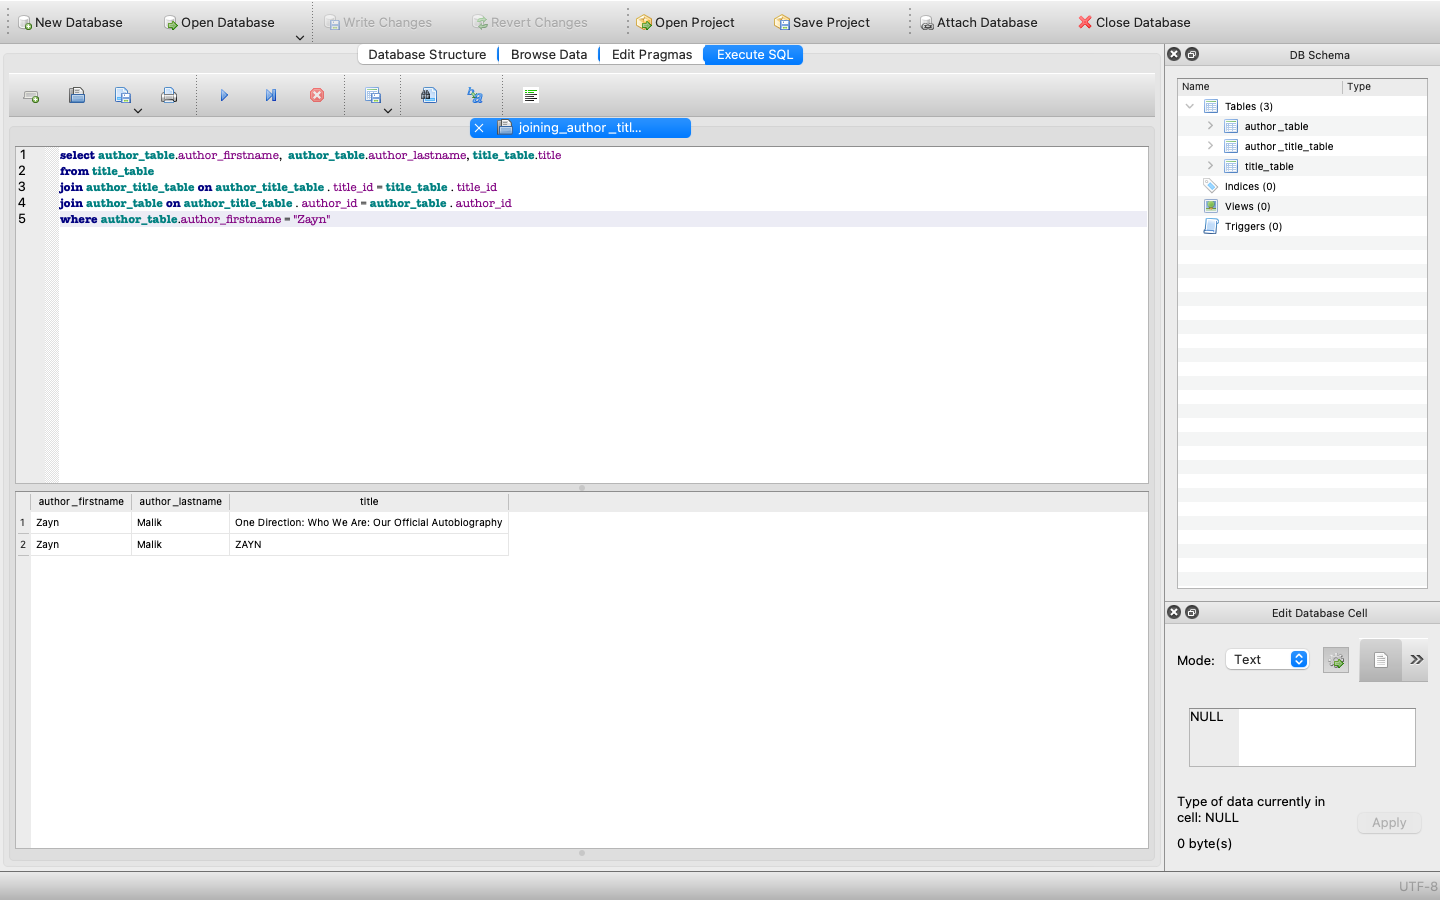 New Database Open Database Write Changes Revert Changes Open Project Save Project Attach Database Close Database
Database Structure Browse Data Edit Pragmas Execute SQL
joining_author_titl...
1 select author_table.author_firstname, author_table.author_lastname, title_table.title
2 from title_table
3 join author_title_table on author_title_table . title_id = title_table . title_id
4 join author_table on author_title_table . author_id = author_table . author_id
5 where author_table.author_firstname = "Zayn"
author_firstname author_lastname title
1 Zayn Malik One Direction: Who We Are: Our Official Autobiography
2 Zayn Malik ZAYN
DB Schema
Name Type
Tables (3)
author_table
author_title_table
title_table
Indices (0)
Views (0)
Triggers (0)
Edit Database Cell
Mode: Text
NULL
Type of data currently in
cell: NULL
Apply
0 byte(s)
UTF-8